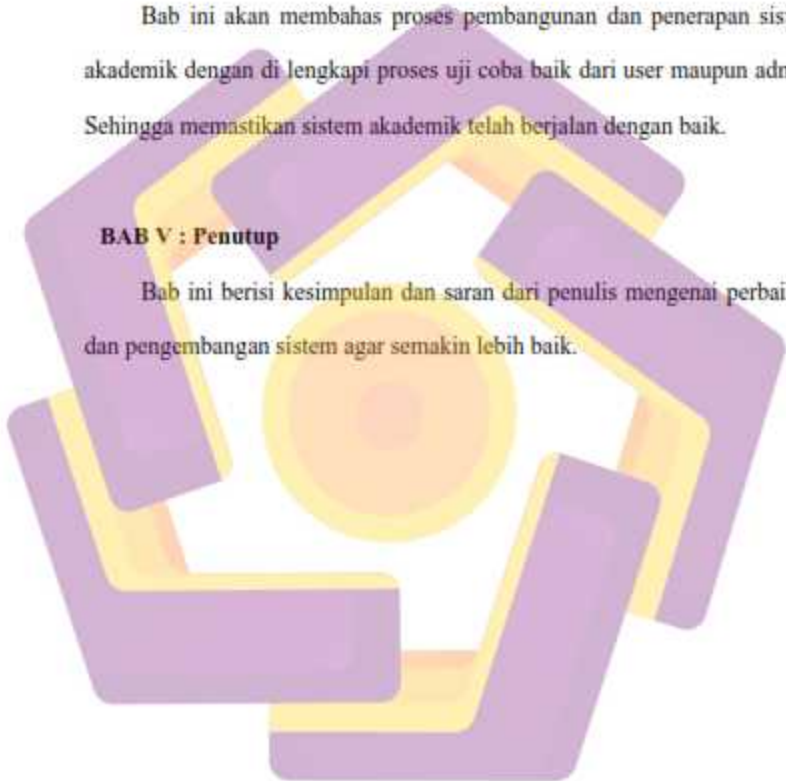 Bab ini akan membahas proses pembangunan dan penerapan sis
akademik dengan di lengkapi proses uji coba baik dari user maupun adn
Sehingga memastikan sistem akademik telah berjalan dengan baik.
BAB V : Penutup
Bab ini berisi kesimpulan dan saran dari penulis mengenai perbai
dan pengembangan sistem agar semakin lebih baik.